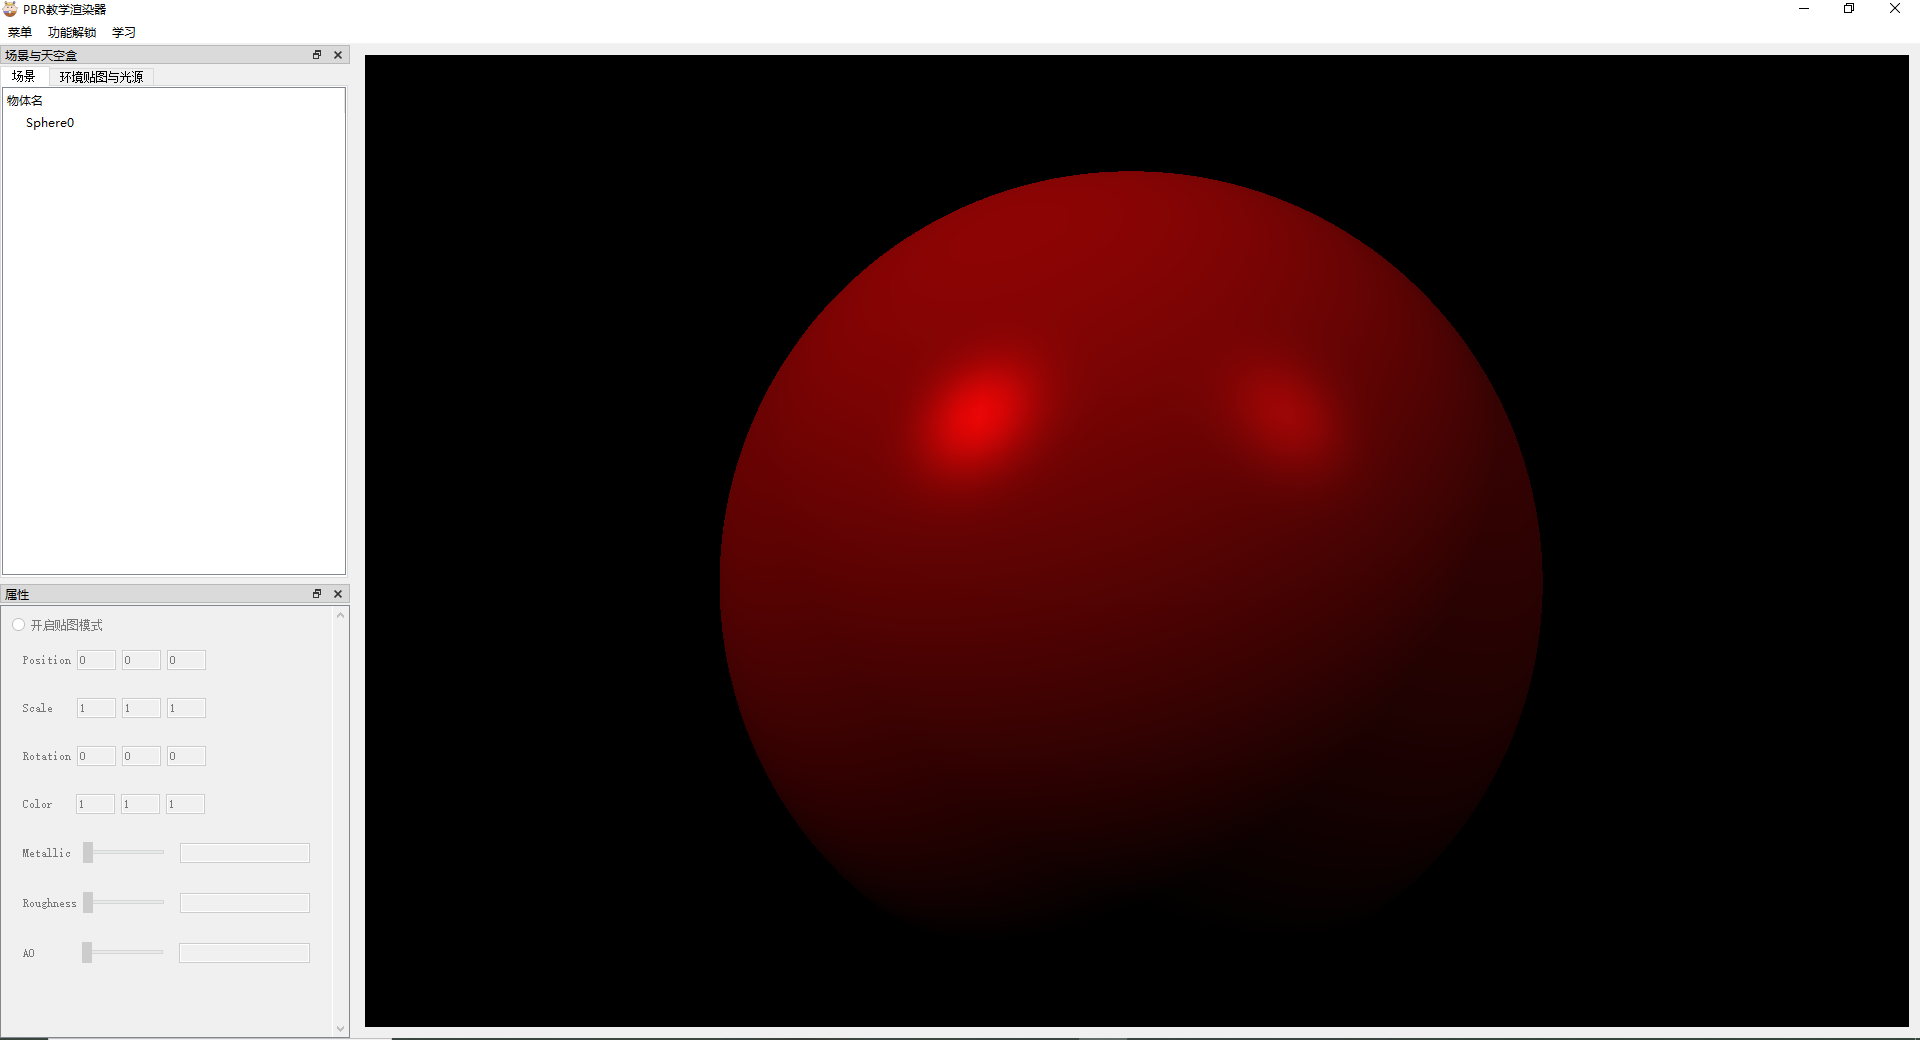 PBR教学渲染器
菜单 功能解锁 学习
场景与天空盒
场景 环境贴图与光源
物体名
Sphere0
属性
开启贴图模式
Position 0 0 0
Scale 1 1 1
Rotation 0 0 0
Color 1 1 1
Metallic
Roughness
AO